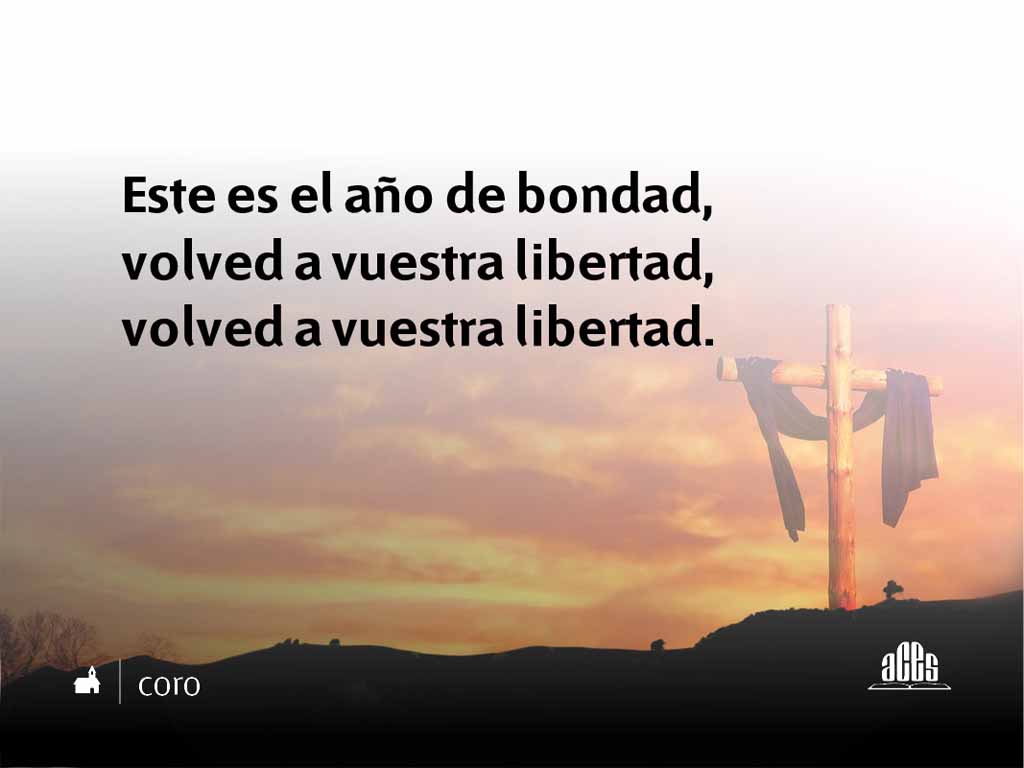 Este es el año de bondad,
volved a vuestra libertad,
volved a vuestra libertad.
coro
aces